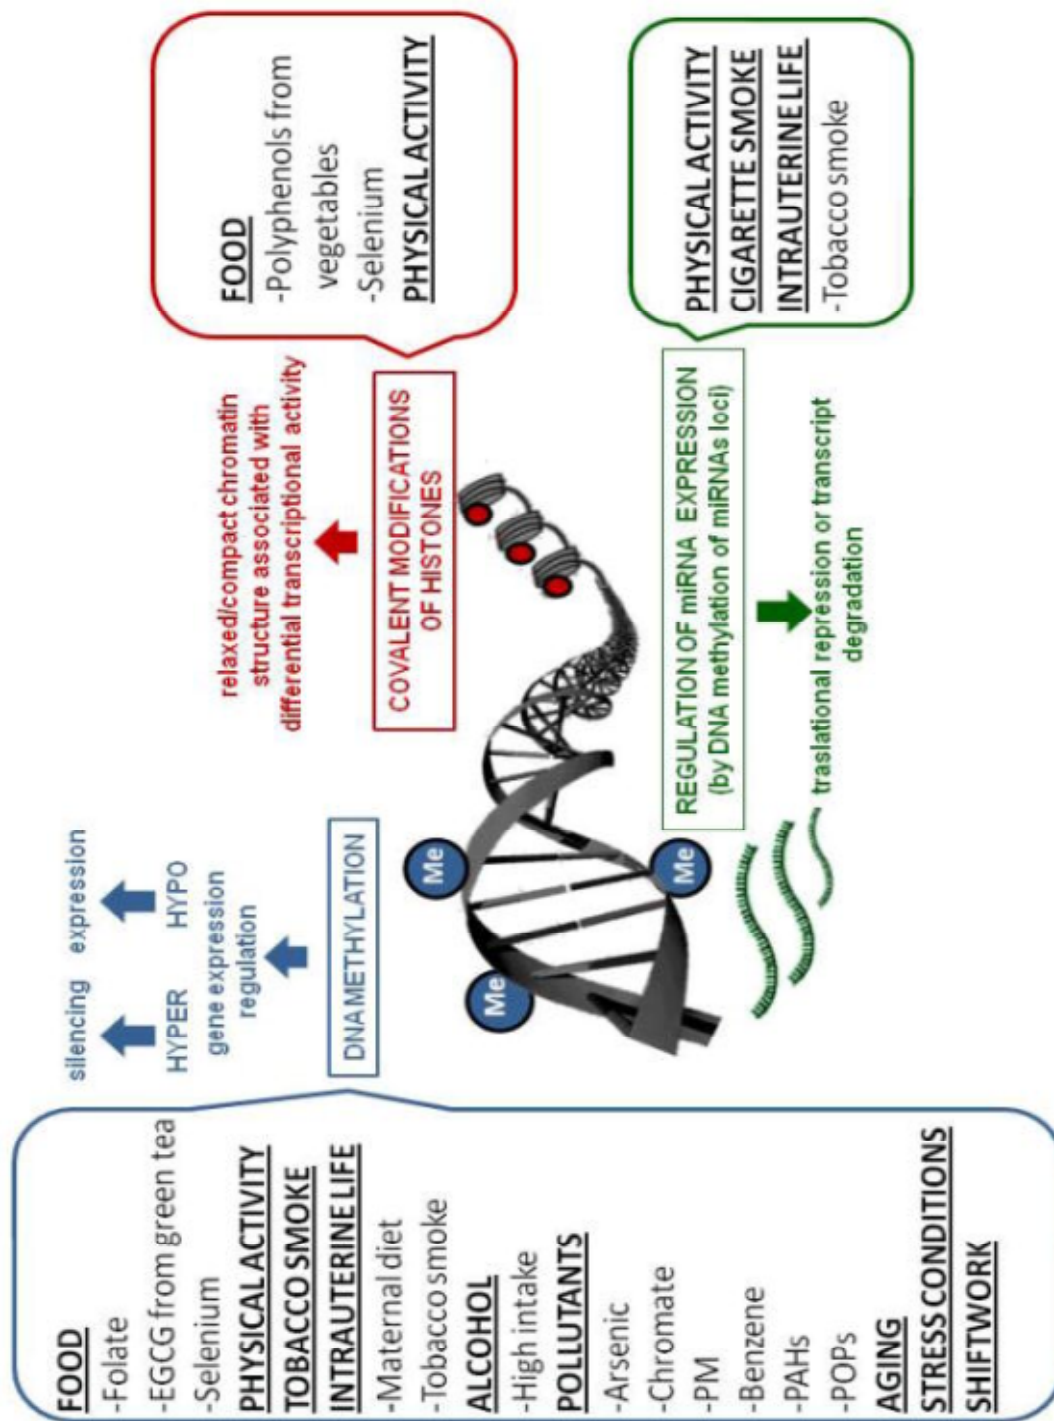 FOOD
-Folate
-EGCG from green tea
-Selenium
PHYSICAL ACTIVITY
TOBACCO SMOKE
INTRAUTERINE LIFE
-Maternal diet
-Tobacco smoke
ALCOHOL
-High intake
POLLUTANTS
-Arsenic
-Chromate
-PM
-Benzene
-PAHs
-POPs
AGING
STRESS CONDITIONS
SHIFTWORK
silencing expression
HYPER HYPO
gene expression
regulation
DNA METHYLATION
Me
Me
Me
relaxed/compact chromatin
structure associated with
differential transcriptional activity
COVALENT MODIFICATIONS
OF HISTONES
FOOD
-Polyphenols from
vegetables
-Selenium
PHYSICAL ACTIVITY
REGULATION OF miRNA EXPRESSION
(by DNA methylation of miRNAs loci)
traslational repression or transcript
degradation
PHYSICAL ACTIVITY
CIGARETTE SMOKE
INTRAUTERINE LIFE
-Tobacco smoke